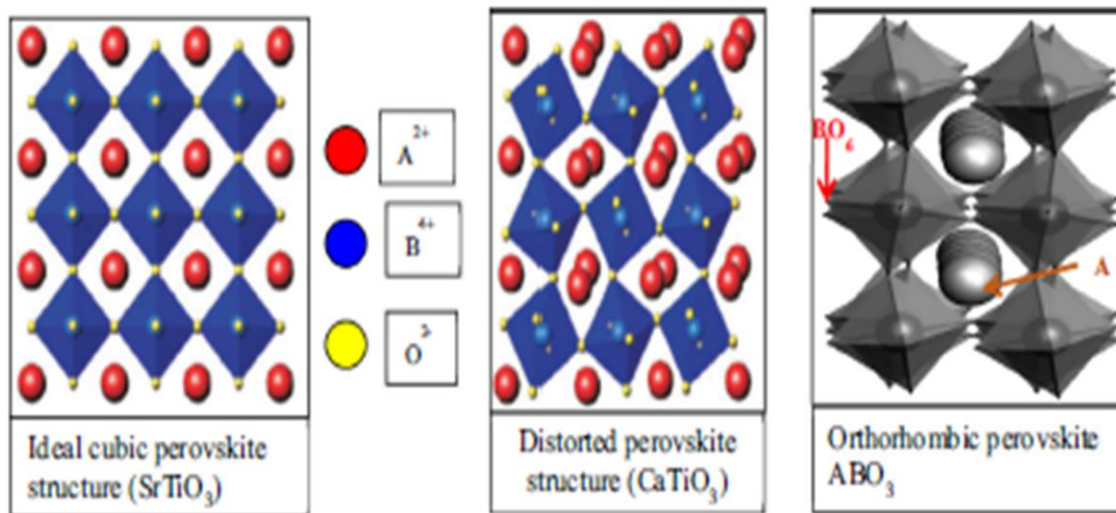 A²⁺
B⁴⁺
O²⁻
BO₆
A
Ideal cubic perovskite
structure (SrTiO₃)
Distorted perovskite
structure (CaTiO₃)
Orthorhombic perovskite
ABO₃